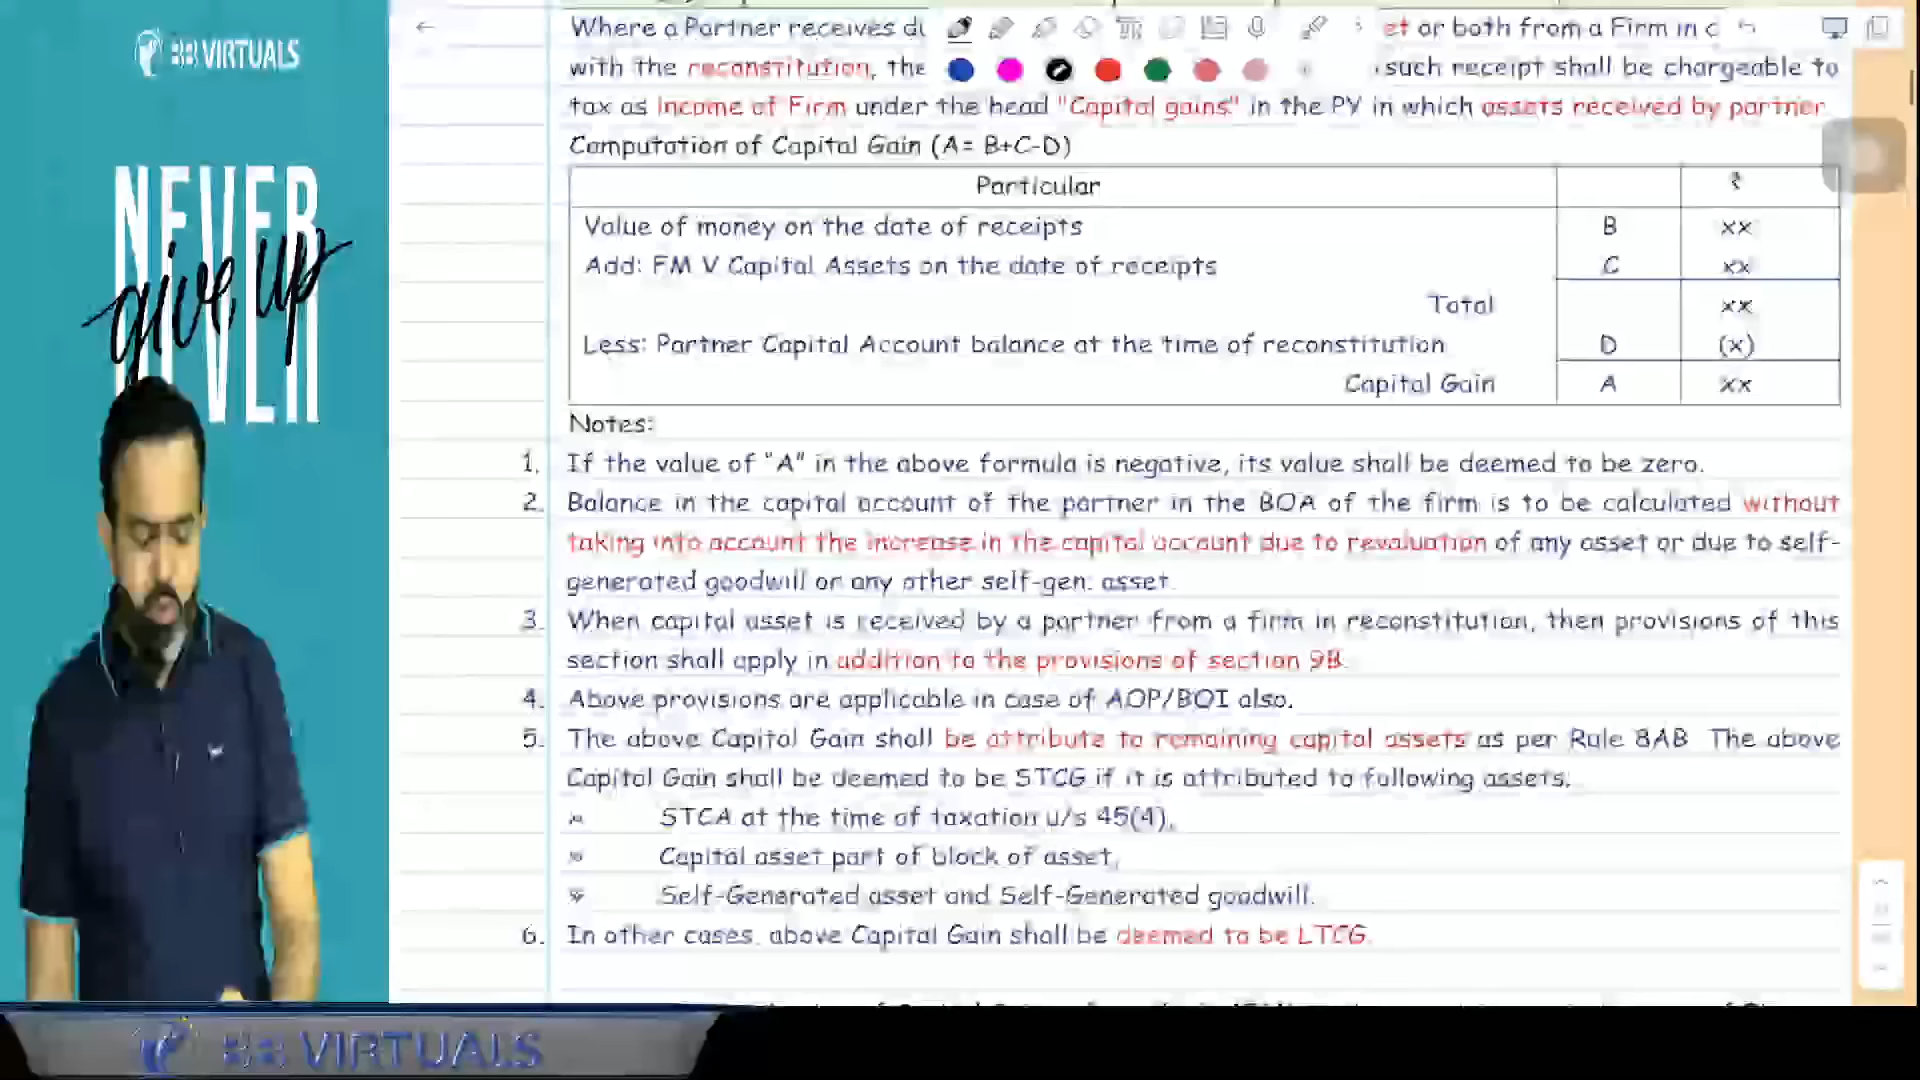 BB VIRTUALS
NEVER
give up
NEVER
Where a Partner receives
et or both from a Firm in c
with the reconstitution, the
such receipt shall be chargeable to
tax as Income of Firm under the head "Capital gains" in the PY in which assets received by partner
Computation of Capital Gain (A= B+C-D)
Particular ₹
Value of money on the date of receipts B xx
Add: FM V Capital Assets on the date of receipts C xx
Total xx
Less: Partner Capital Account balance at the time of reconstitution D (x)
Capital Gain A xx
Notes:
1. If the value of "A" in the above formula is negative, its value shall be deemed to be zero.
2. Balance in the capital account of the partner in the BOA of the firm is to be calculated without
taking into account the increase in the capital account due to revaluation of any asset or due to self-
generated goodwill or any other self-gen. asset.
3. When capital asset is received by a partner from a firm in reconstitution, then provisions of this
section shall apply in addition to the provisions of section 9B.
4. Above provisions are applicable in case of AOP/BOI also.
5. The above Capital Gain shall be attribute to remaining capital assets as per Rule 8AB The above
Capital Gain shall be deemed to be STCG if it is attributed to following assets.
STCA at the time of taxation u/s 45(4),
Capital asset part of block of asset,
Self-Generated asset and Self-Generated goodwill.
6. In other cases, above Capital Gain shall be deemed to be LTCG.
BB VIRTUALS